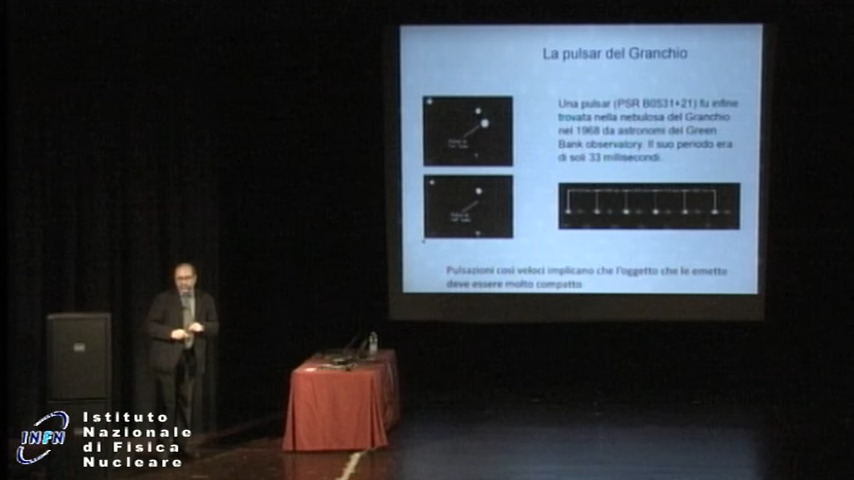 La pulsar del Granchio
Una pulsar (PSR B0531+21) fu infine
trovata nella nebulosa del Granchio
nel 1968 da astronomi del Green
Bank observatory. Il suo periodo era
di soli 33 millisecondi.
Pulsazioni così veloci implicano che l'oggetto che le emette
deve essere molto compatto
INFN
Istituto
Nazionale
di Fisica
Nucleare